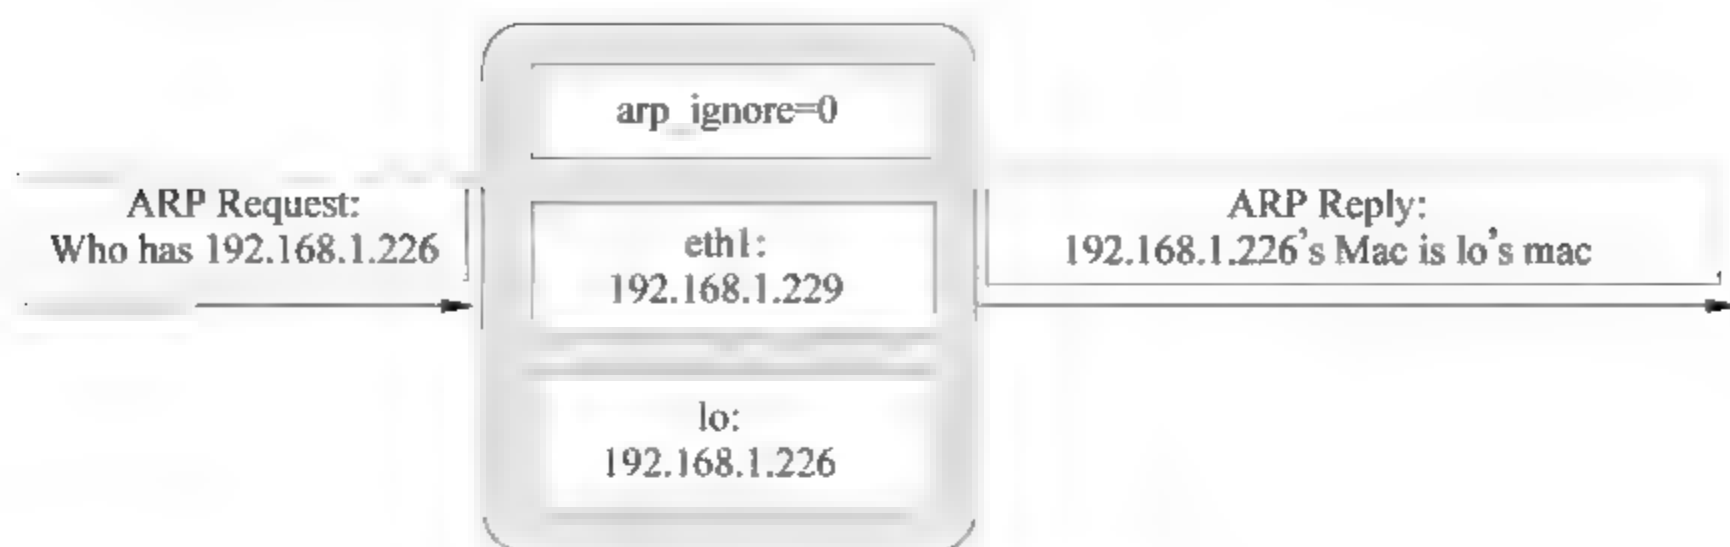 arp_ignore=0
ARP Request:
Who has 192.168.1.226
eth1:
192.168.1.229
lo:
192.168.1.226
ARP Reply:
192.168.1.226’s Mac is lo’s mac